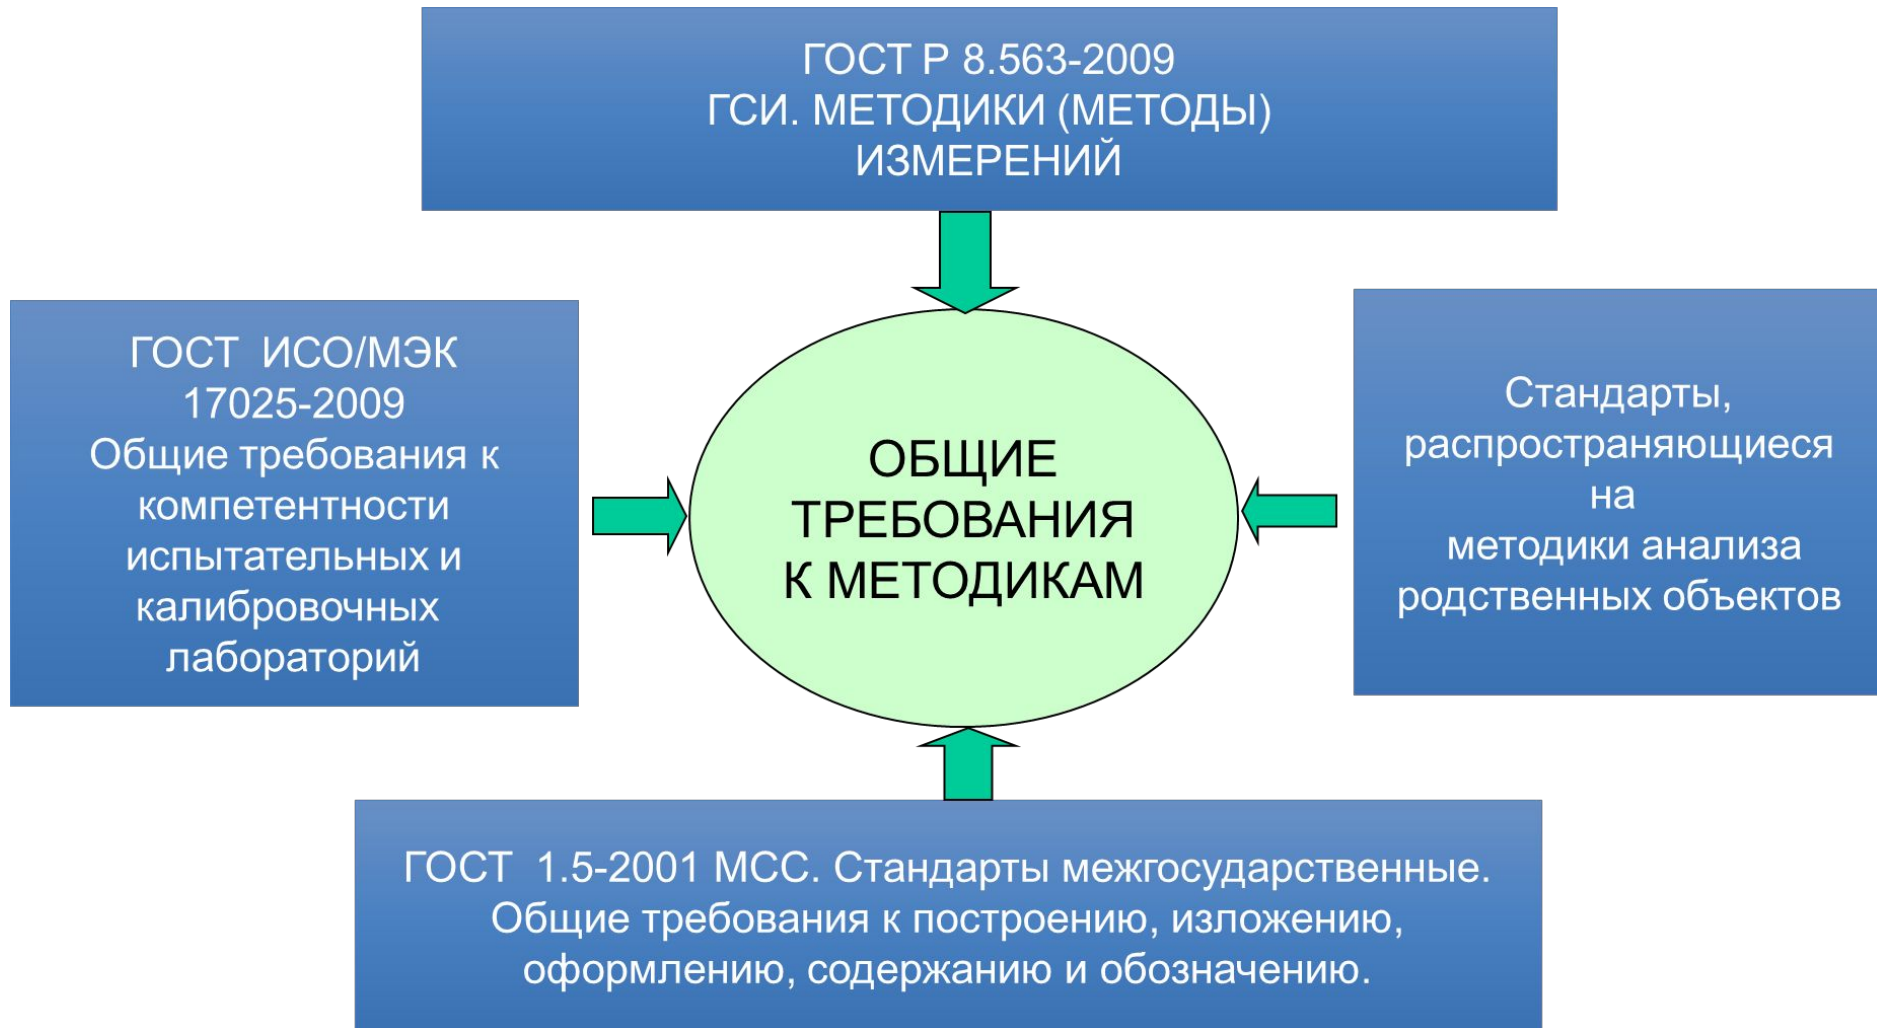 ГОСТ Р 8.563-2009
ГСИ. МЕТОДИКИ (МЕТОДЫ)
ИЗМЕРЕНИЙ
ГОСТ ИСО/МЭК
17025-2009
Общие требования к
компетентности
испытательных и
калибровочных
лабораторий
ОБЩИЕ
ТРЕБОВАНИЯ
К МЕТОДИКАМ
Стандарты,
распространяющиеся
на
методики анализа
родственных объектов
ГОСТ 1.5-2001 МСС. Стандарты межгосударственные.
Общие требования к построению, изложению,
оформлению, содержанию и обозначению.